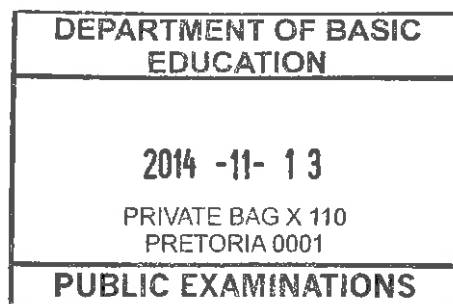 DEPARTMENT OF BASIC
EDUCATION
2014 -11- 13
PRIVATE BAG X 110
PRETORIA 0001
PUBLIC EXAMINATIONS